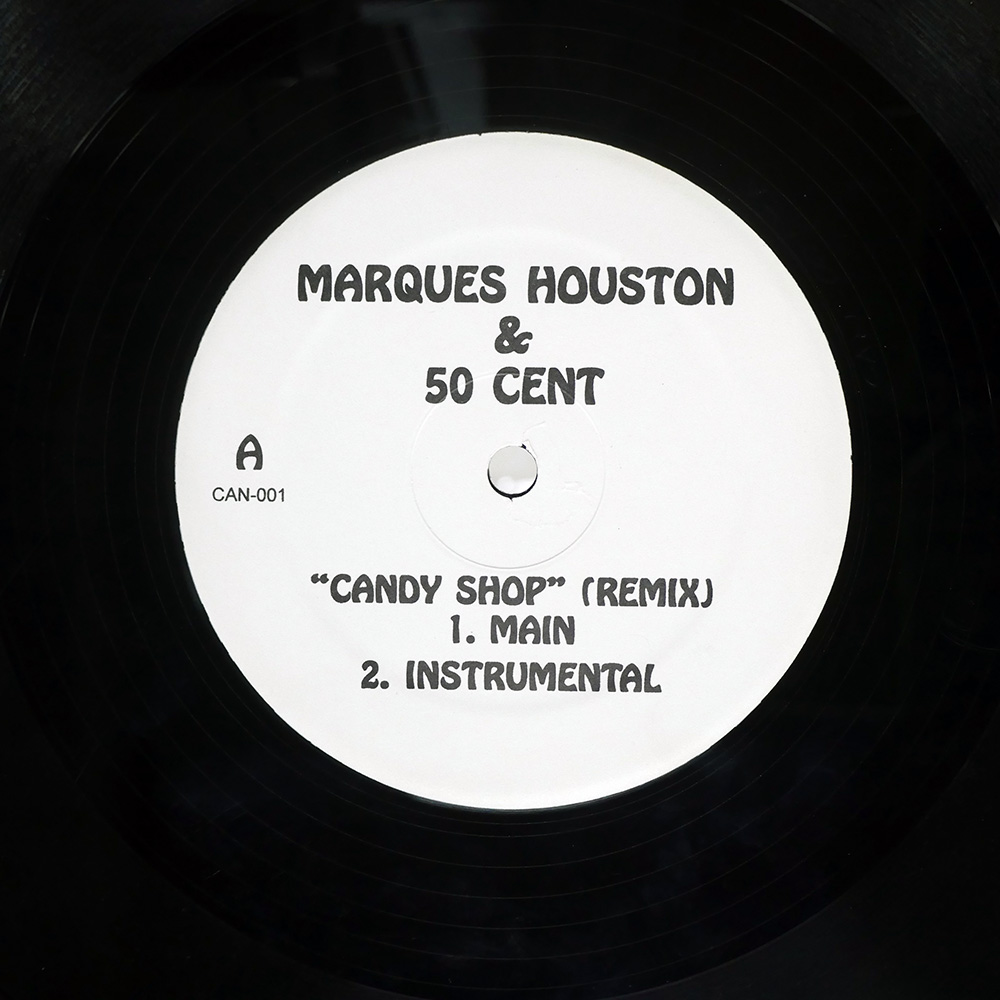 MARQUES HOUSTON
&
50 CENT
A
CAN-001
“CANDY SHOP” (REMIX)
1. MAIN
2. INSTRUMENTAL